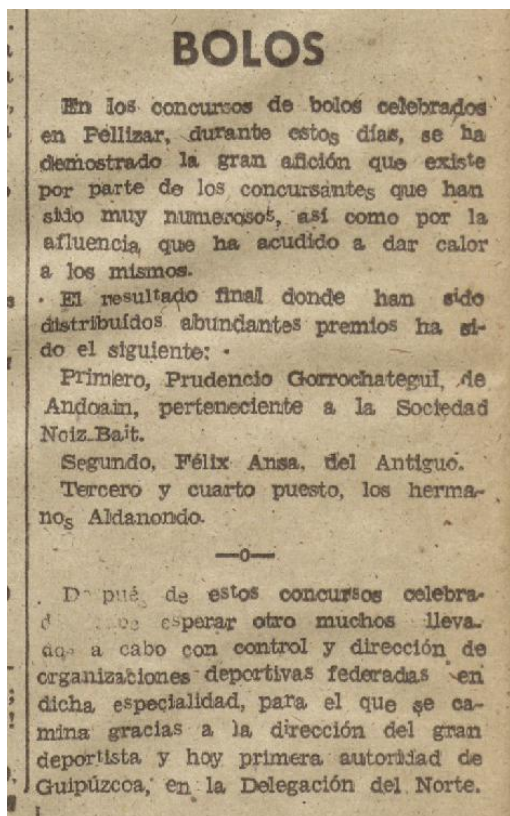 BOLOS
En los concursos de bolos celebrados
en Pellizar, durante estos días, se ha
demostrado la gran afición que existe
por parte de los concursantes que han
sido muy numerosos, así como por la
afluencia que ha acudido a dar calor
a los mismos.
El resultado final donde han sido
distribuídos abundantes premios ha si-
do el siguiente:
Primero, Prudencio Gorrochategui, de
Andoain, perteneciente a la Sociedad
Noiz-Bait.
Segundo, Félix Ansa, del Antiguo.
Tercero y cuarto puesto, los herma-
nos Aldanondo.
—o—
de estos concursos celebra-
esperar otro muchos lleva-
a cabo con control y dirección de
organizaciones deportivas federadas en
dicha especialidad, para el que se ca-
mina gracias a la dirección del gran
deportista y hoy primera autoridad de
Guipúzcoa, en la Delegación del Norte.